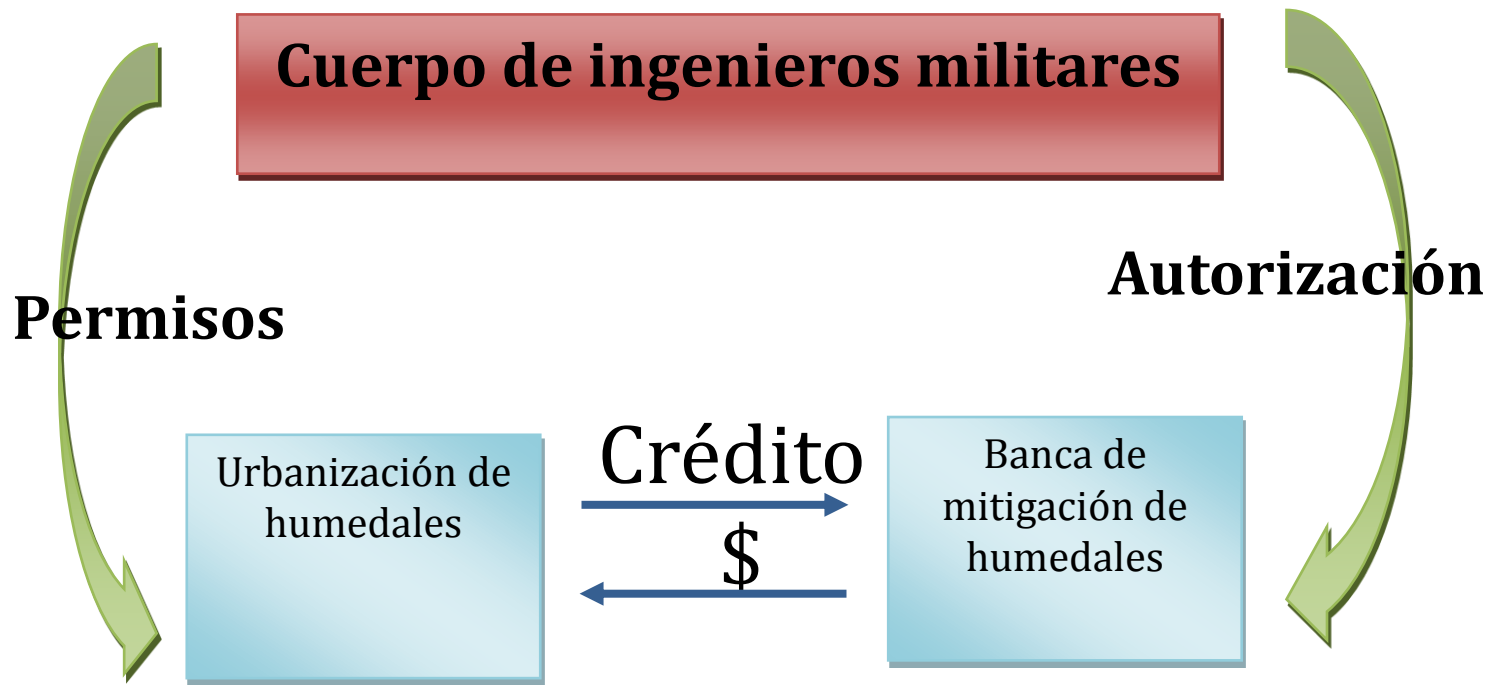 Cuerpo de ingenieros militares
Autorización
Permisos
Crédito
$
Urbanización de
humedales
Banca de
mitigación de
humedales